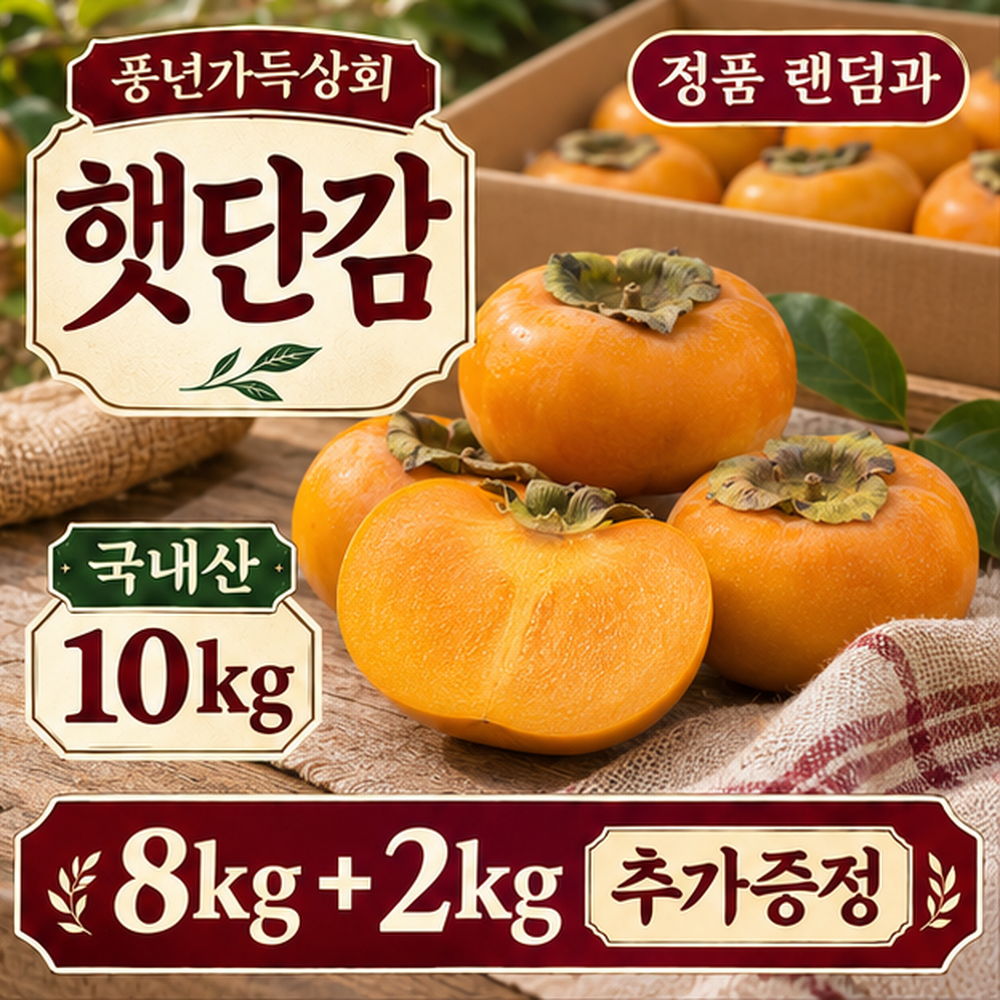 풍년가득상회
햇단감
정품 랜덤과
국내산
10kg
8kg+2kg 추가증정